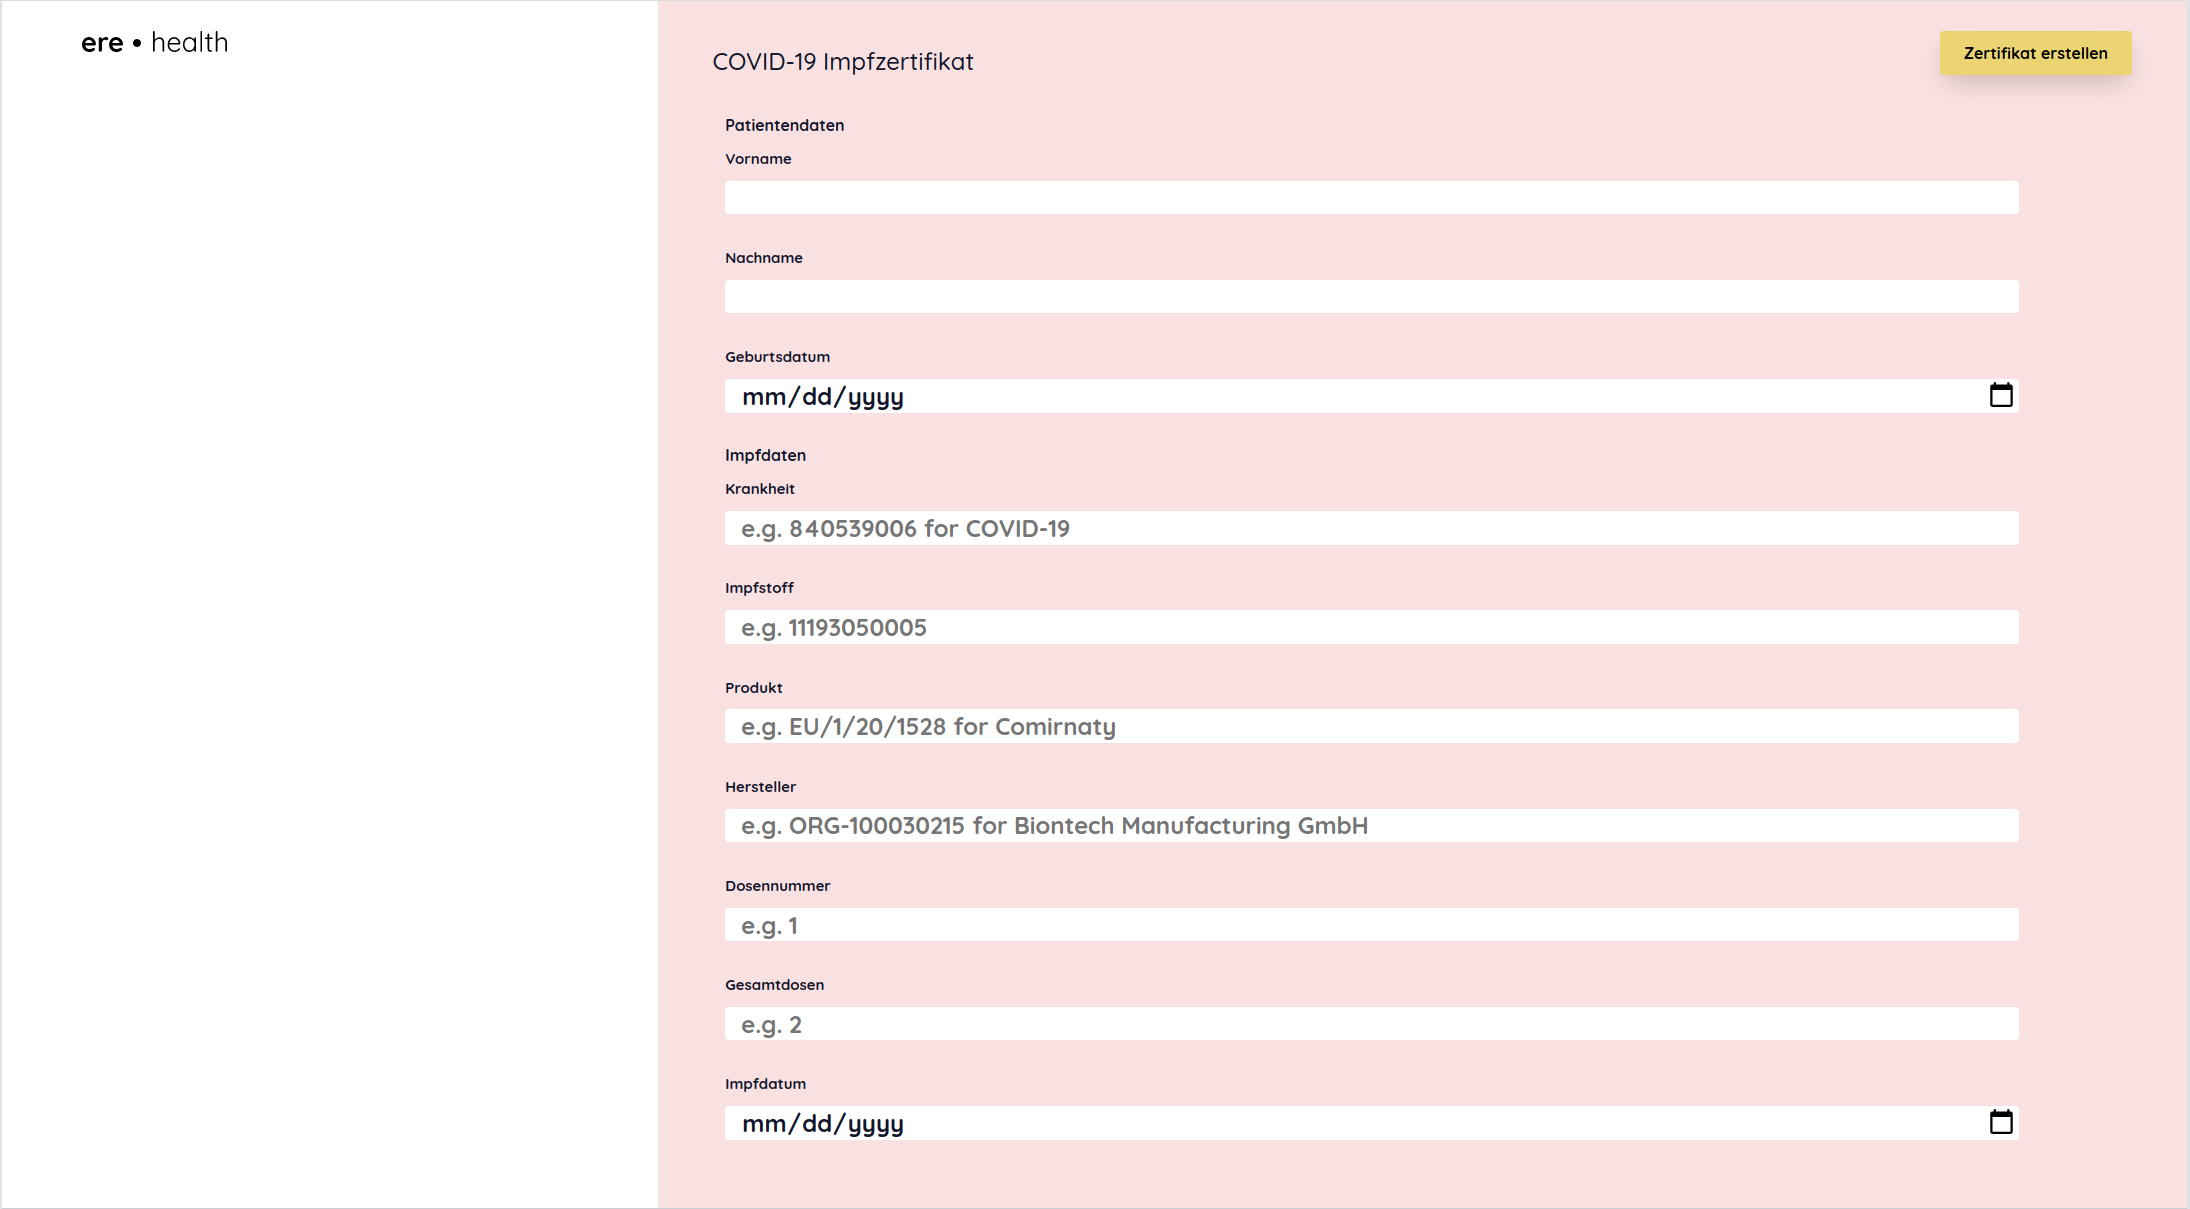 ere • health
COVID-19 Impfzertifikat
Zertifikat erstellen
Patientendaten
Vorname
Nachname
Geburtsdatum
mm/dd/yyyy
Impfdaten
Krankheit
e.g. 840539006 for COVID-19
Impfstoff
e.g. 11193050005
Produkt
e.g. EU/1/20/1528 for Comirnaty
Hersteller
e.g. ORG-100030215 for Biontech Manufacturing GmbH
Dosennummer
e.g. 1
Gesamtdosen
e.g. 2
Impfdatum
mm/dd/yyyy